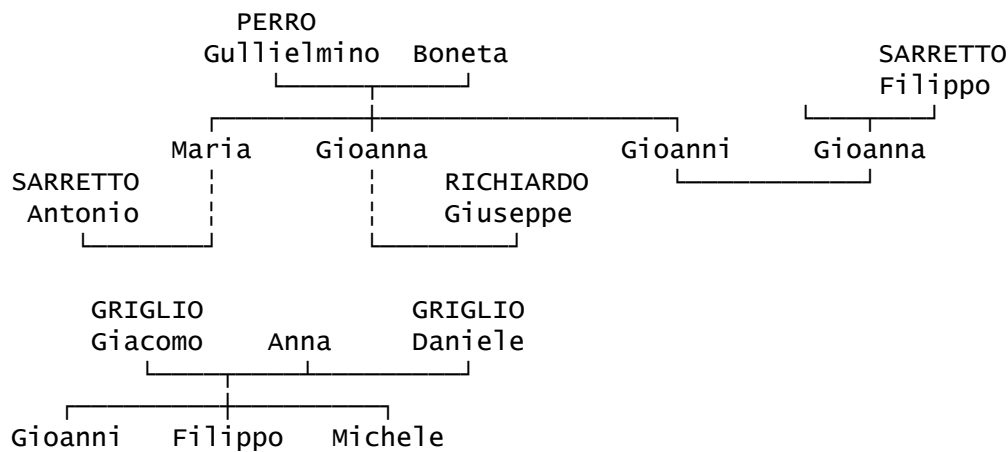 PERRO
Gullielmino Boneta SARRETTO
Filippo
Maria Gioanna Gioanni Gioanna
SARRETTO RICHIARDO
Antonio Giuseppe
GRIGLIO GRIGLIO
Giacomo Anna Daniele
Gioanni Filippo Michele